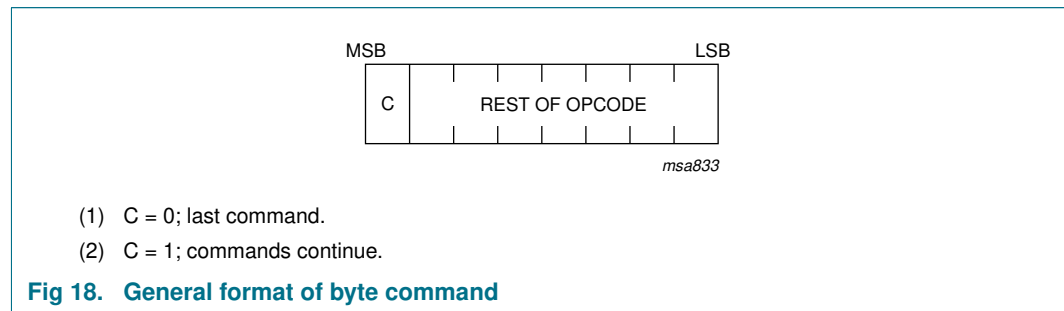 MSB LSB
C REST OF OPCODE
msa833
(1) C = 0; last command.
(2) C = 1; commands continue.
Fig 18. General format of byte command